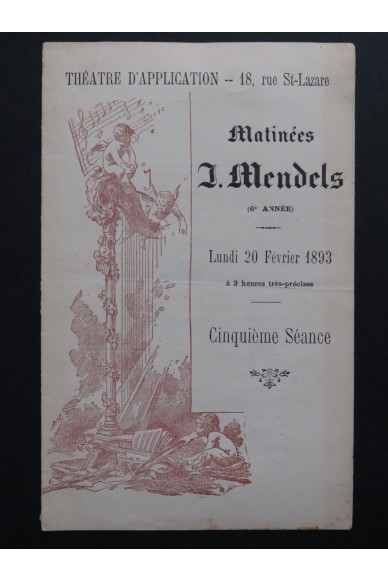 THÉATRE D'APPLICATION — 18, rue St-Lazare
Matinées
J. Mendels
(6e ANNÉE)
Lundi 20 Février 1893
à 3 heures très-précises
Cinquième Séance